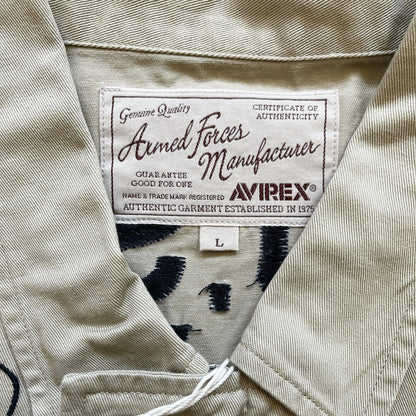 Genuine Quality
CERTIFICATE OF
AUTHENTICITY
Armed Forces
Manufacturer
GUARANTEE
GOOD FOR ONE
NAME & TRADE MARK REGISTERED
AVIREX®
AUTHENTIC GARMENT ESTABLISHED IN 1975
L